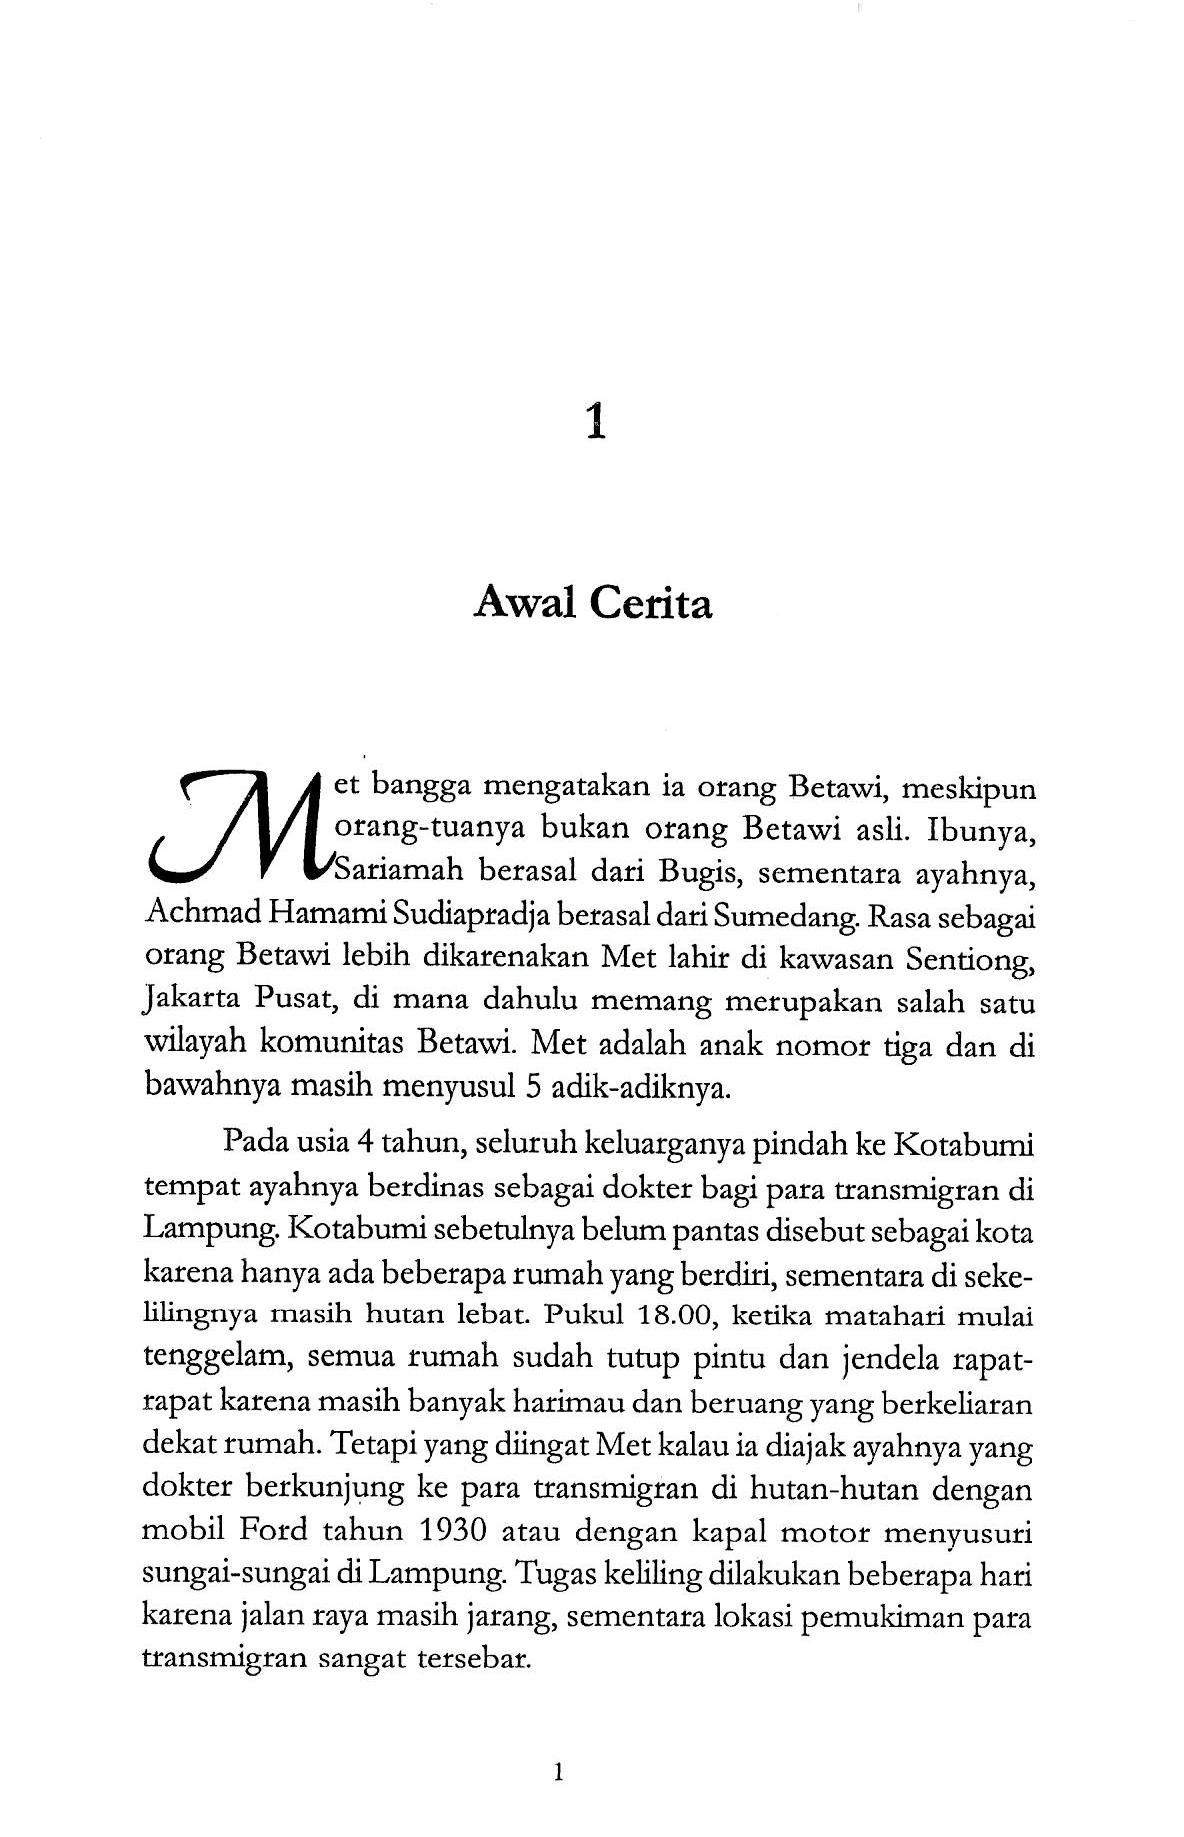 1
Awal Cerita
Met bangga mengatakan ia orang Betawi, meskipun
orang-tuanya bukan orang Betawi asli. Ibunya,
Sariamah berasal dari Bugis, sementara ayahnya,
Achmad Hamami Sudiapradja berasal dari Sumedang. Rasa sebagai
orang Betawi lebih dikarenakan Met lahir di kawasan Sentiong,
Jakarta Pusat, di mana dahulu memang merupakan salah satu
wilayah komunitas Betawi. Met adalah anak nomor tiga dan di
bawahnya masih menyusul 5 adik-adiknya.
Pada usia 4 tahun, seluruh keluarganya pindah ke Kotabumi
tempat ayahnya berdinas sebagai dokter bagi para transmigran di
Lampung. Kotabumi sebetulnya belum pantas disebut sebagai kota
karena hanya ada beberapa rumah yang berdiri, sementara di seke-
lilingnya masih hutan lebat. Pukul 18.00, ketika matahari mulai
tenggelam, semua rumah sudah tutup pintu dan jendela rapat-
rapat karena masih banyak harimau dan beruang yang berkeliaran
dekat rumah. Tetapi yang diingat Met kalau ia diajak ayahnya yang
dokter berkunjung ke para transmigran di hutan-hutan dengan
mobil Ford tahun 1930 atau dengan kapal motor menyusuri
sungai-sungai di Lampung. Tugas keliling dilakukan beberapa hari
karena jalan raya masih jarang, sementara lokasi pemukiman para
transmigran sangat tersebar.
1